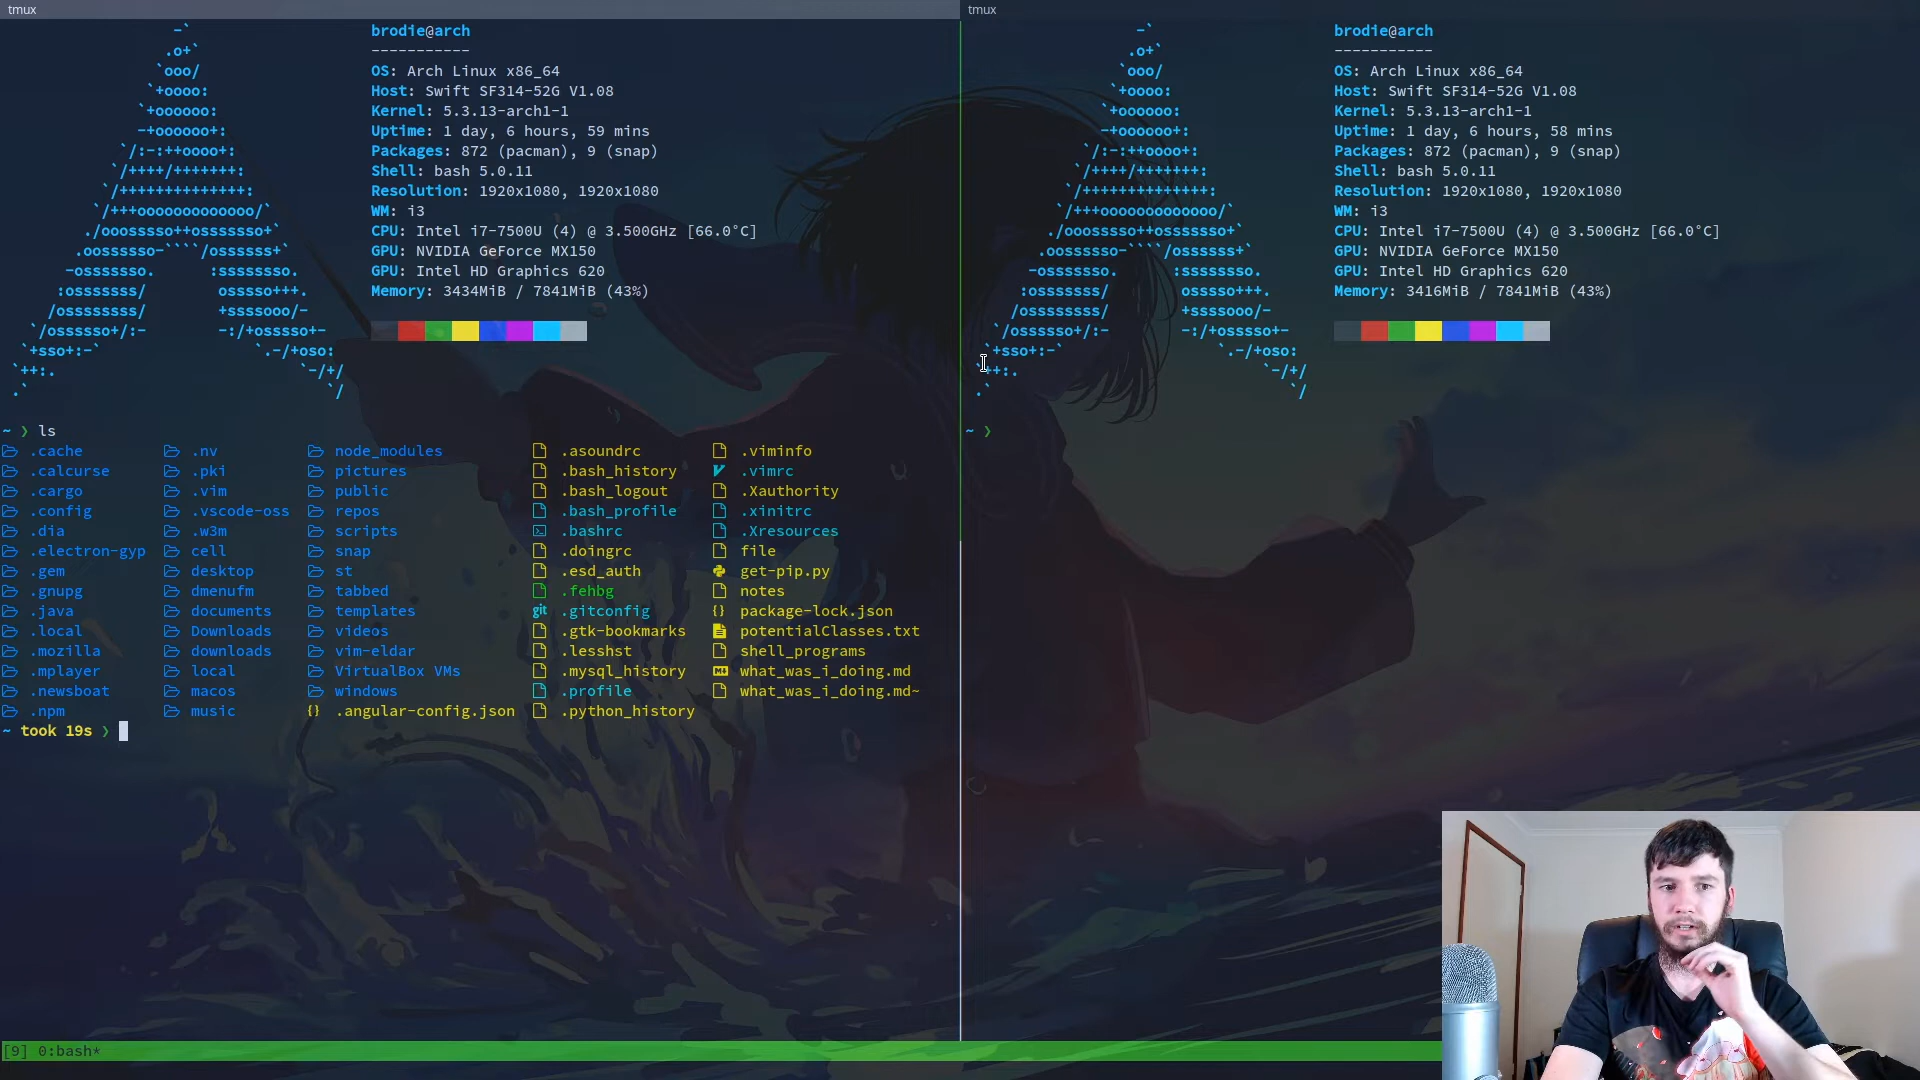 tmux
tmux
brodie@arch
-----------
OS: Arch Linux x86_64
Host: Swift SF314-52G V1.08
Kernel: 5.3.13-arch1-1
Uptime: 1 day, 6 hours, 59 mins
Packages: 872 (pacman), 9 (snap)
Shell: bash 5.0.11
Resolution: 1920x1080, 1920x1080
WM: i3
CPU: Intel i7-7500U (4) @ 3.500GHz [66.0°C]
GPU: NVIDIA GeForce MX150
GPU: Intel HD Graphics 620
Memory: 3434MiB / 7841MiB (43%)
~ ❯ ls
.cache .nv node_modules .asoundrc .viminfo
.calcurse .pki pictures .bash_history .vimrc
.cargo .vim public .bash_logout .Xauthority
.config .vscode-oss repos .bash_profile .xinitrc
.dia .w3m scripts .bashrc .Xresources
.electron-gyp cell snap .doingrc file
.gem desktop st .esd_auth get-pip.py
.gnupg dmenufm tabbed .fehbg notes
.java documents templates .gitconfig package-lock.json
.local Downloads videos .gtk-bookmarks potentialClasses.txt
.mozilla downloads vim-eldar .lesshst shell_programs
.mplayer local VirtualBox VMs .mysql_history what_was_i_doing.md
.newsboat macos windows .profile what_was_i_doing.md~
.npm music .angular-config.json .python_history
~ took 19s ❯
brodie@arch
-----------
OS: Arch Linux x86_64
Host: Swift SF314-52G V1.08
Kernel: 5.3.13-arch1-1
Uptime: 1 day, 6 hours, 58 mins
Packages: 872 (pacman), 9 (snap)
Shell: bash 5.0.11
Resolution: 1920x1080, 1920x1080
WM: i3
CPU: Intel i7-7500U (4) @ 3.500GHz [66.0°C]
GPU: NVIDIA GeForce MX150
GPU: Intel HD Graphics 620
Memory: 3416MiB / 7841MiB (43%)
~ ❯
[9] 0:bash*